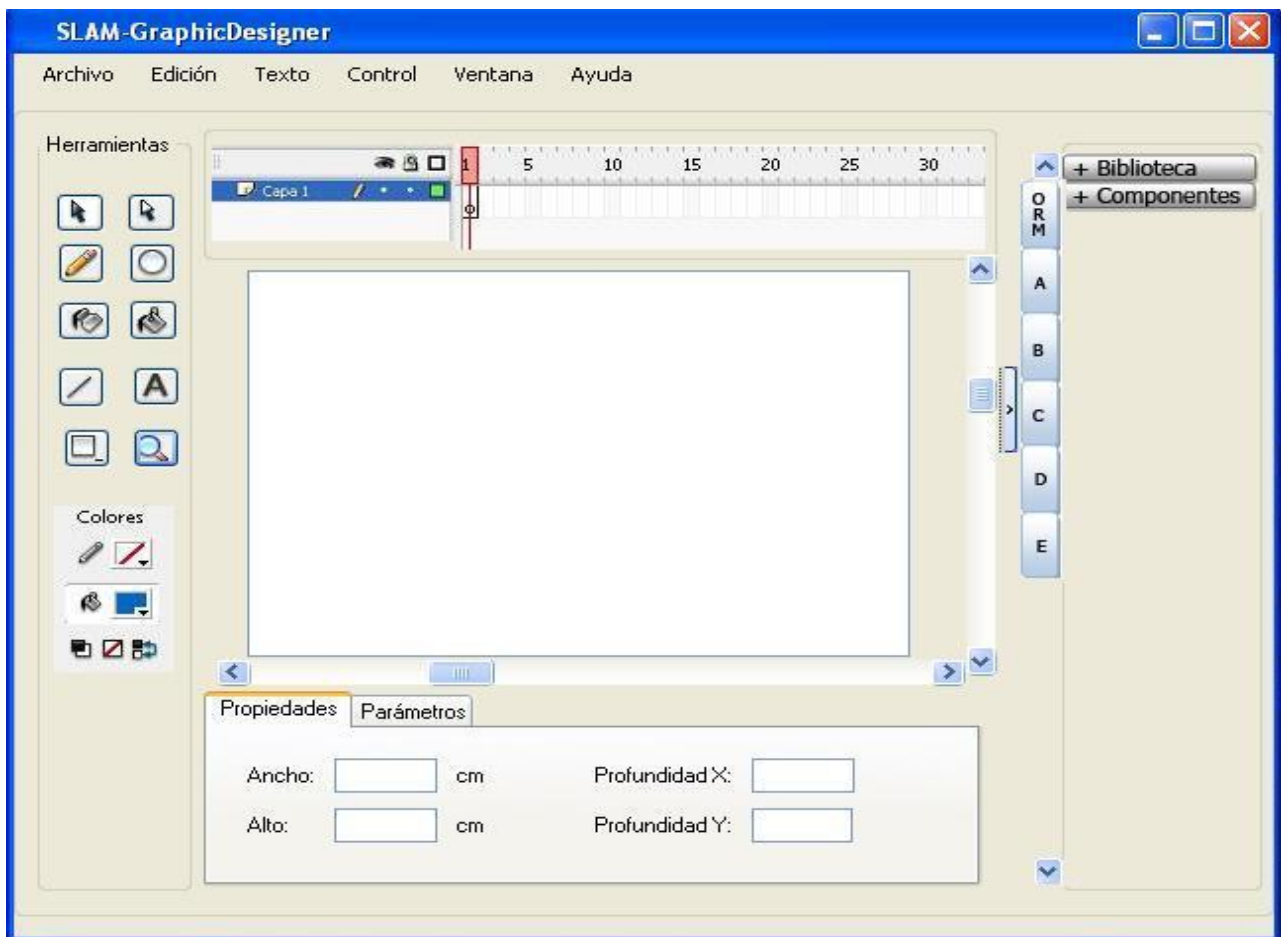 SLAM-GraphicDesigner
Archivo Edición Texto Control Ventana Ayuda
Herramientas
1 5 10 15 20 25 30
Capa 1
+ Biblioteca
+ Componentes
ORM
A
B
C
D
E
A
Colores
Propiedades Parámetros
Ancho: cm Profundidad X:
Alto: cm Profundidad Y: